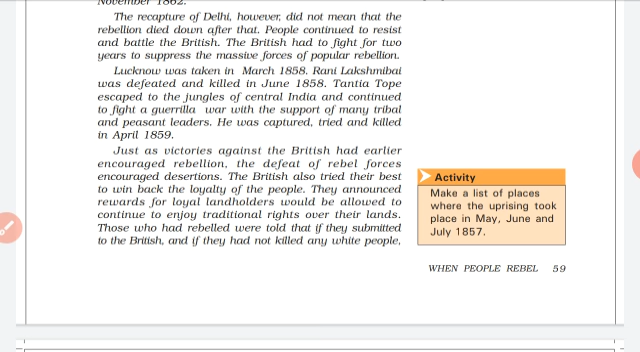 November 1862.
The recapture of Delhi, however, did not mean that the
rebellion died down after that. People continued to resist
and battle the British. The British had to fight for two
years to suppress the massive forces of popular rebellion.
Lucknow was taken in March 1858. Rani Lakshmibai
was defeated and killed in June 1858. Tantia Tope
escaped to the jungles of central India and continued
to fight a guerrilla war with the support of many tribal
and peasant leaders. He was captured, tried and killed
in April 1859.
Just as victories against the British had earlier
encouraged rebellion, the defeat of rebel forces
encouraged desertions. The British also tried their best
to win back the loyalty of the people. They announced
rewards for loyal landholders would be allowed to
continue to enjoy traditional rights over their lands.
Those who had rebelled were told that if they submitted
to the British, and if they had not killed any white people,
Activity
Make a list of places
where the uprising took
place in May, June and
July 1857.
WHEN PEOPLE REBEL 59